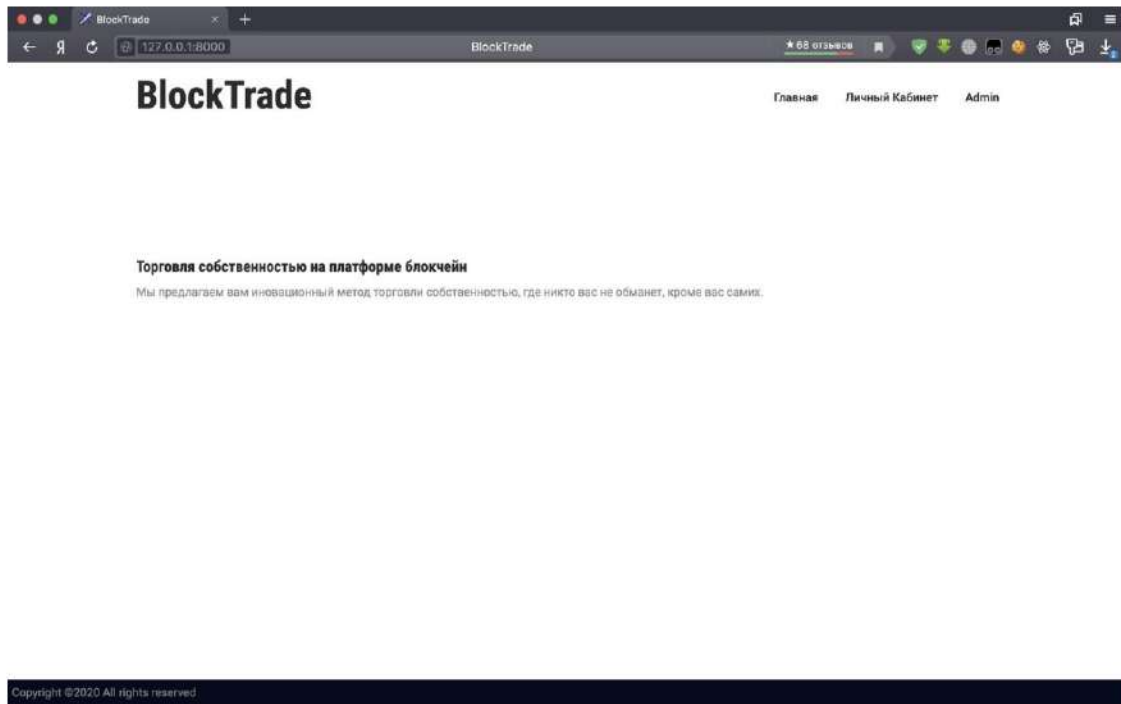 BlockTrade
Я 127.0.0.1:8000 BlockTrade ★68 отзывов
BlockTrade
Главная Личный Кабинет Admin
Торговля собственностью на платформе блокчейн
Мы предлагаем вам иновационный метод торговли собственностью, где никто вас не обманет, кроме вас самих.
Copyright ©2020 All rights reserved